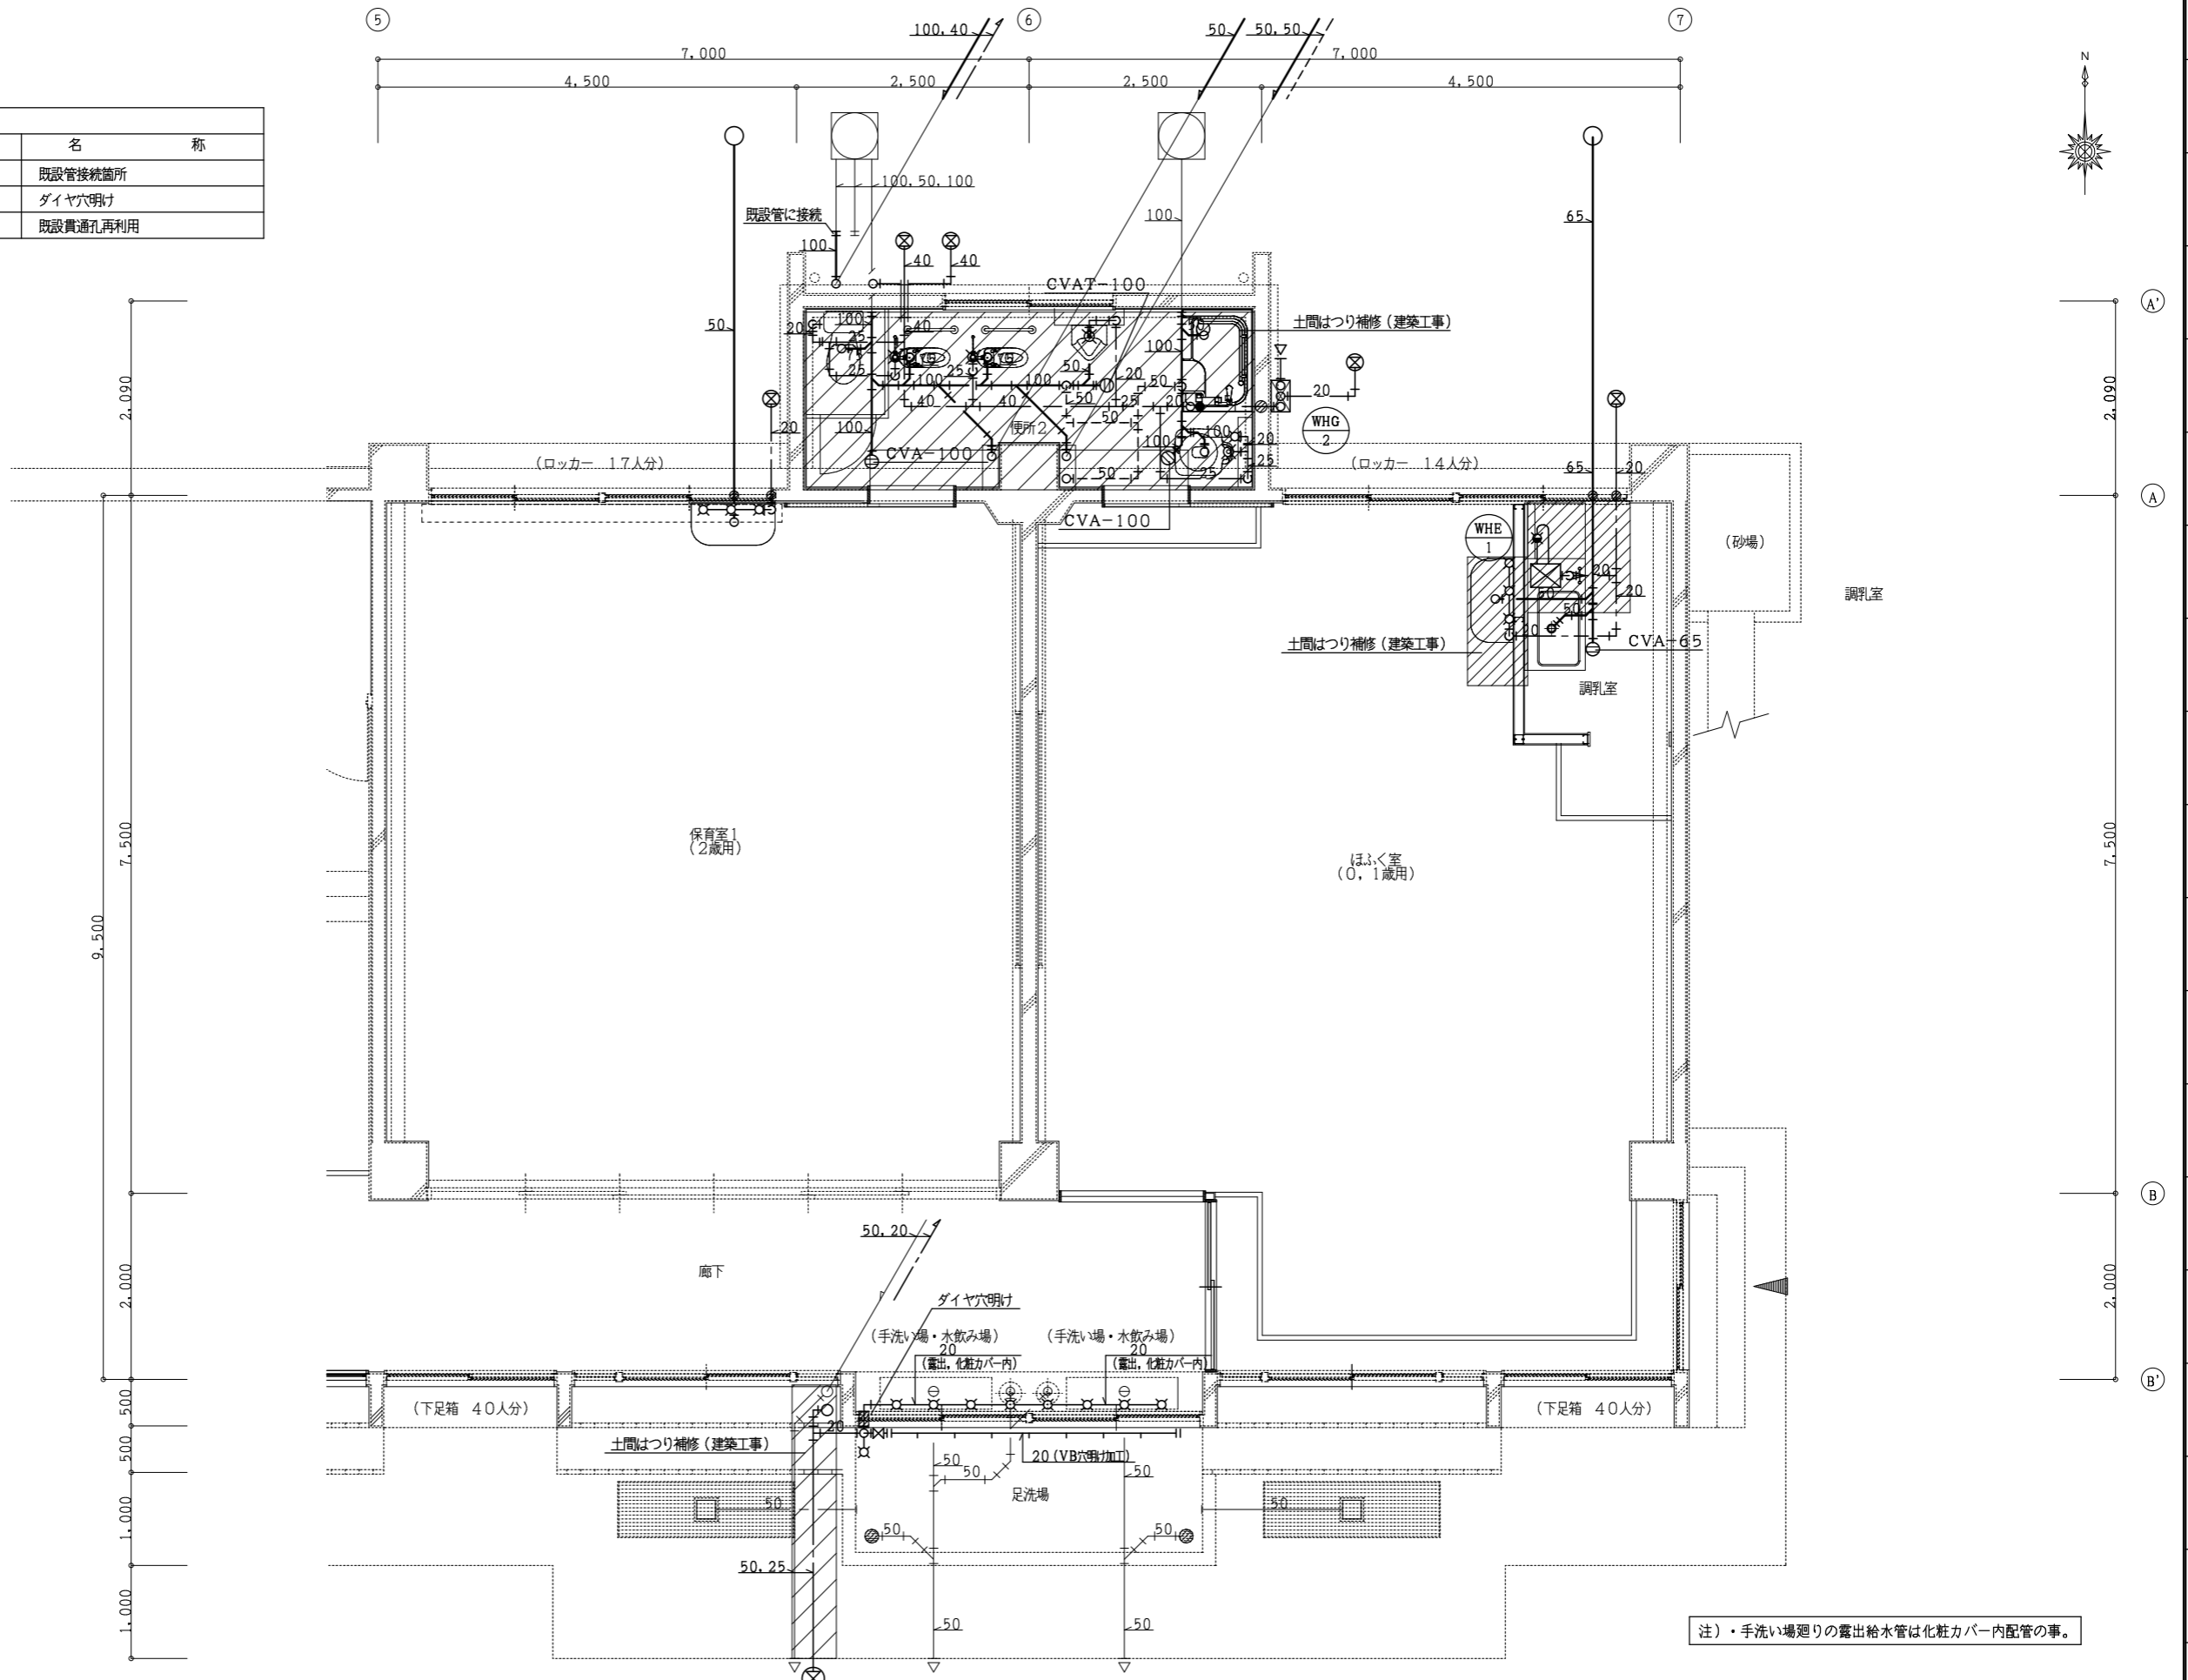 5
6
7
100,40
50
50,50
7,000
7,000
4,500
2,500
2,500
4,500
N
名 称
既設管接続箇所
ダイヤ穴明け
既設貫通孔再利用
100,50,100
既設管に接続
100
100
65
40
40
CVAT-100
A'
50
20
100
25
40
土間はつり補修(建築工事)
100
2,090
2,090
25
100
25
100
50
20
50
20
40
40
50
25
20
50
WHG
2
20
100
便所2
100
100
20
CVA-100
(ロッカー 17人分)
(ロッカー 14人分)
50
25
25
65
20
A
CVA-100
WHE
1
(砂場)
20
50
20
50
調乳室
20
土間はつり補修(建築工事)
CVA-65
調乳室
保育室1
(2歳用)
ほふく室
(0,1歳用)
7,500
7,500
9,500
B
50,20
廊下
2,000
2,000
ダイヤ穴明け
(手洗い場・水飲み場)
(手洗い場・水飲み場)
20
20
(露出,化粧カバー内)
(露出,化粧カバー内)
B'
500
(下足箱 40人分)
(下足箱 40人分)
20
500
土間はつり補修(建築工事)
20(VB穴明け加工)
50
50
50
足洗場
50
50
1,000
50
50
50,25
1,000
50
50
注)・手洗い場廻りの露出給水管は化粧カバー内配管の事。